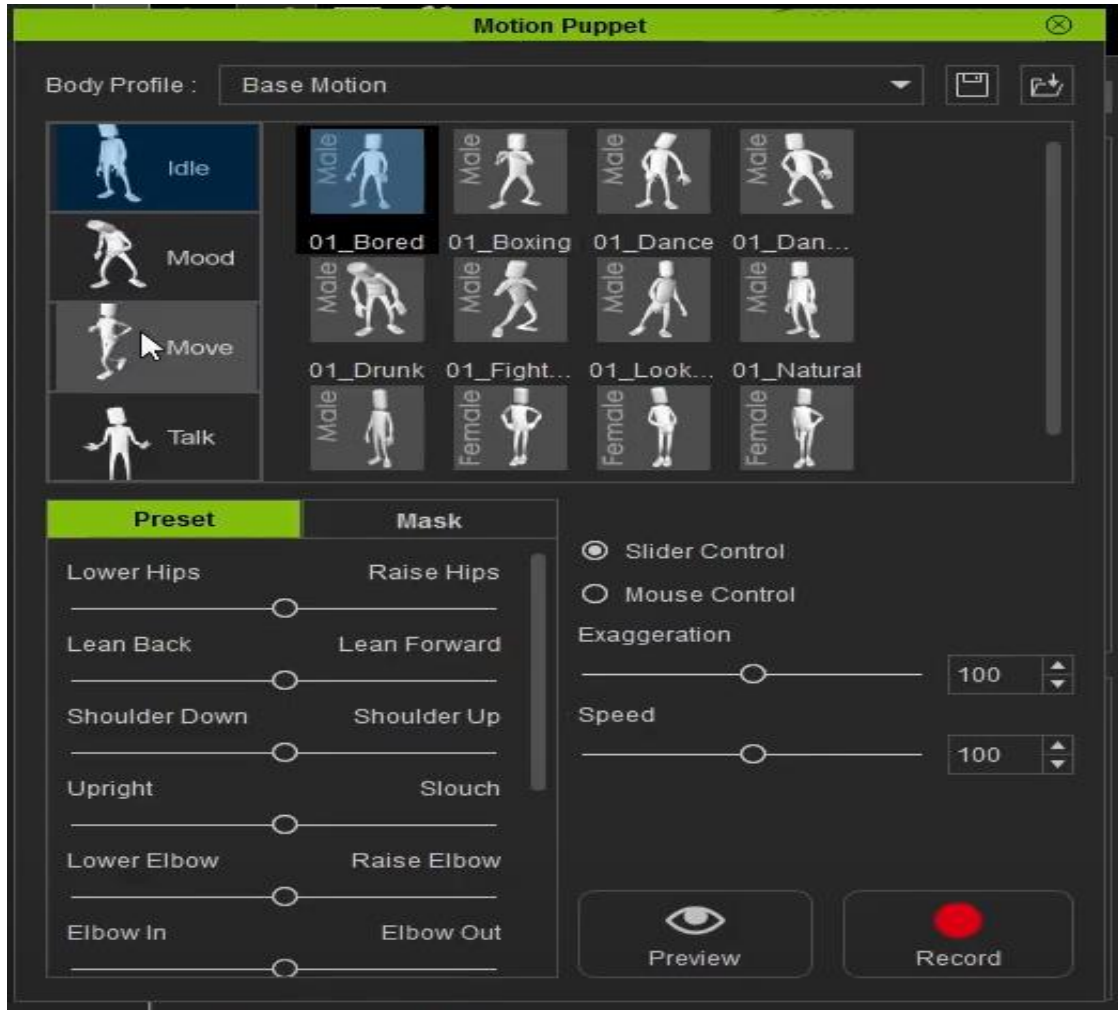 Motion Puppet
Body Profile : Base Motion
Idle
Mood
Move
Talk
Male Male Male Male
01_Bored 01_Boxing 01_Dance 01_Dan...
Male Male Male Male
01_Drunk 01_Fight... 01_Look... 01_Natural
Male Female Female Female
Preset Mask
Lower Hips Raise Hips
Lean Back Lean Forward
Shoulder Down Shoulder Up
Upright Slouch
Lower Elbow Raise Elbow
Elbow In Elbow Out
Slider Control
Mouse Control
Exaggeration
100
Speed
100
Preview Record